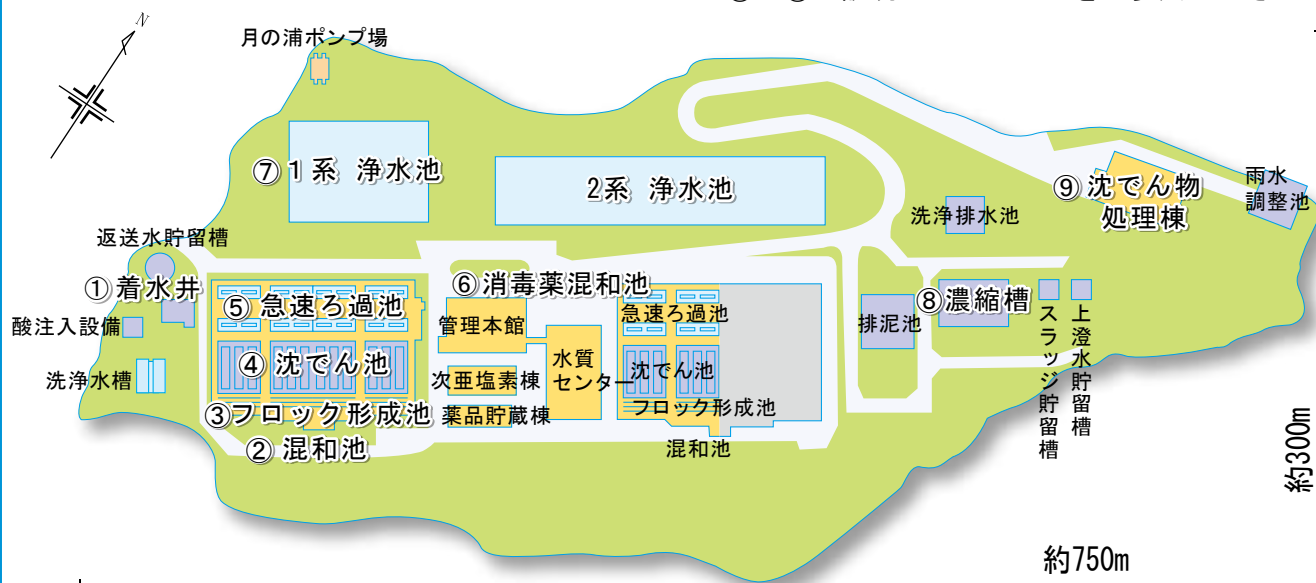 N
月の浦ポンプ場
⑦1系 浄水池
2系 浄水池
⑨沈でん物
処理棟
雨水
調整池
洗浄排水池
返送水貯留槽
①着水井
⑤急速ろ過池
⑥消毒薬混和池
急速ろ過池
管理本館
排泥池
⑧濃縮槽
スラッジ貯留槽
上澄水貯留槽
酸注入設備
④沈でん池
水質
センター
沈でん池
洗浄水槽
次亜塩素棟
③フロック形成池
薬品貯蔵棟
フロック形成池
②混和池
混和池
約300m
約750m